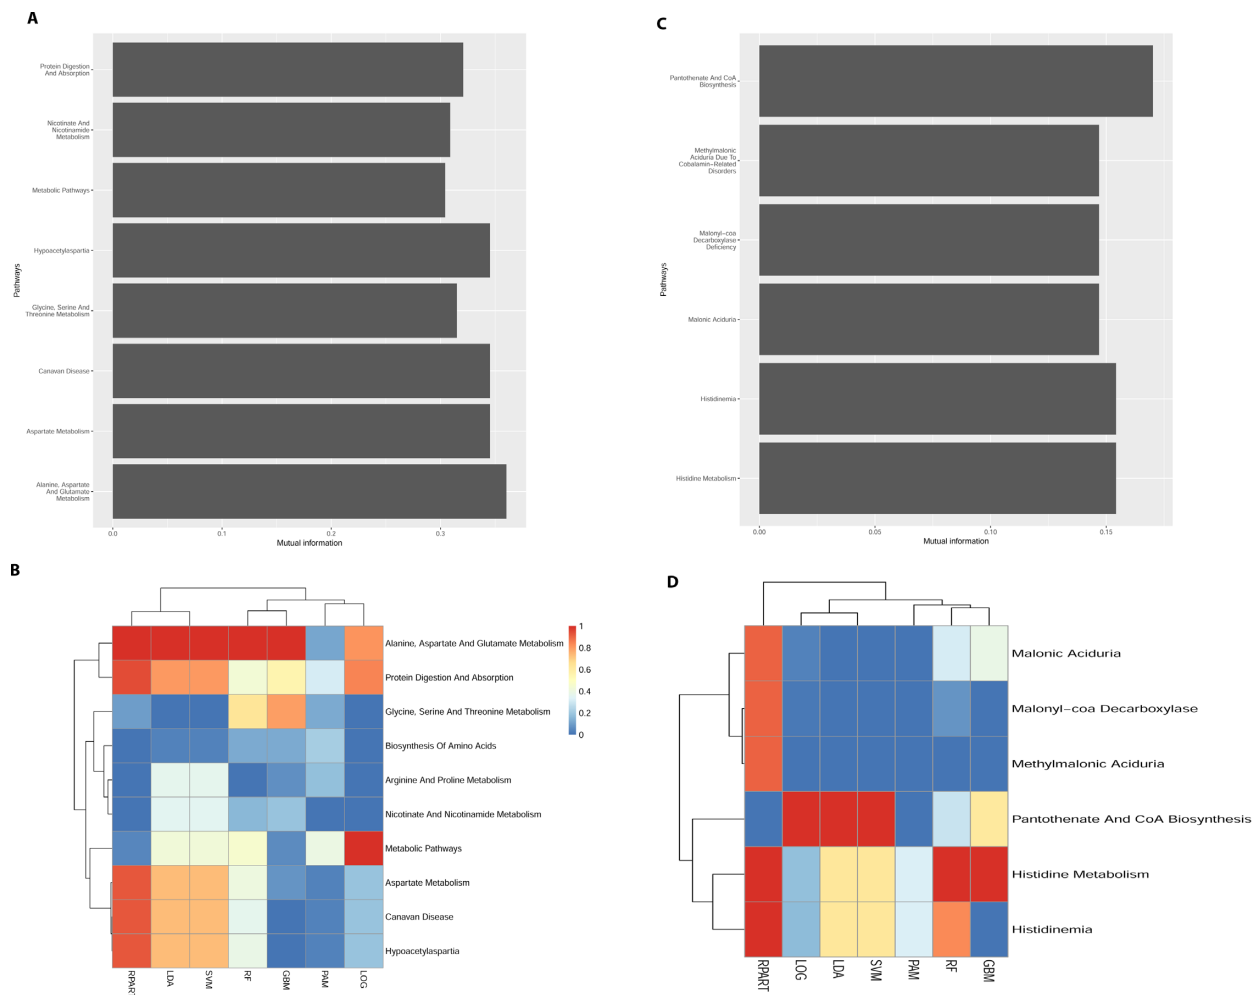 A
Protein Digestion
And Absorption
Nicotinate And
Nicotinamide
Metabolism
Metabolic Pathways
Hypoacetylaspartia
Glycine, Serine And
Threonine Metabolism
Canavan Disease
Aspartate Metabolism
Alanine, Aspartate
And Glutamate
Metabolism
Pathways
0.0 0.1 0.2 0.3
Mutual information
C
Pantothenate And CoA
Biosynthesis
Methylmalonic
Aciduria Due To
Cobalamin-Related
Disorders
Malonyl-coa
Decarboxylase
Deficiency
Malonic Aciduria
Histidinemia
Histidine Metabolism
Pathways
0.00 0.05 0.10 0.15
Mutual information
B
Alanine, Aspartate And Glutamate Metabolism
Protein Digestion And Absorption
Glycine, Serine And Threonine Metabolism
Biosynthesis Of Amino Acids
Arginine And Proline Metabolism
Nicotinate And Nicotinamide Metabolism
Metabolic Pathways
Aspartate Metabolism
Canavan Disease
Hypoacetylaspartia
RPART LDA SVM RF GBM PAM LOG
1
0.8
0.6
0.4
0.2
0
D
Malonic Aciduria
Malonyl-coa Decarboxylase
Methylmalonic Aciduria
Pantothenate And CoA Biosynthesis
Histidine Metabolism
Histidinemia
RPART LOG LDA SVM PAM RF GBM